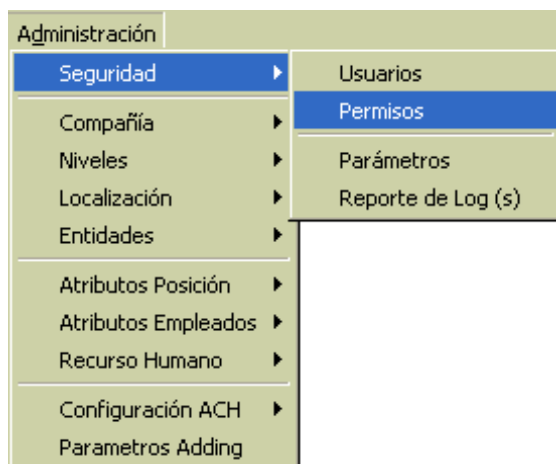 Administración
Seguridad
Usuarios
Permisos
Parámetros
Reporte de Log (s)
Compañía
Niveles
Localización
Entidades
Atributos Posición
Atributos Empleados
Recurso Humano
Configuración ACH
Parametros Adding